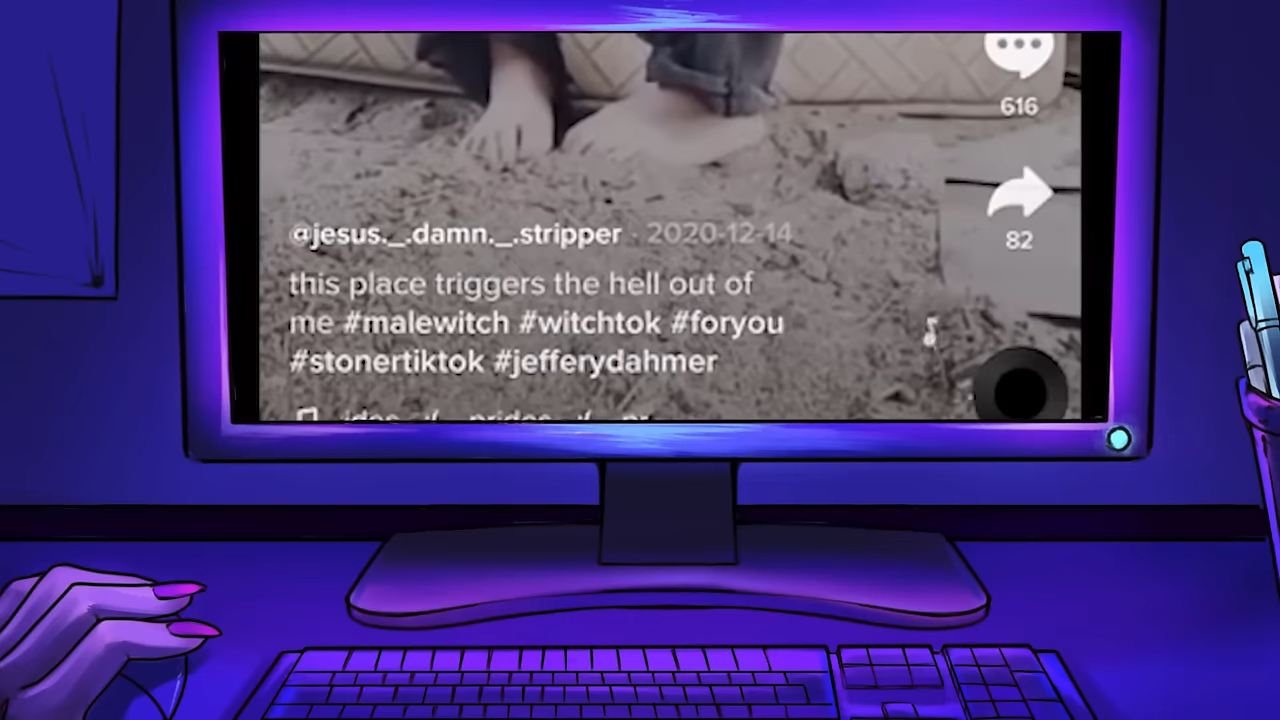 616
82
@jesus._.damn._.stripper · 2020-12-14
this place triggers the hell out of
me #malewitch #witchtok #foryou
#stonertiktok #jefferydahmer